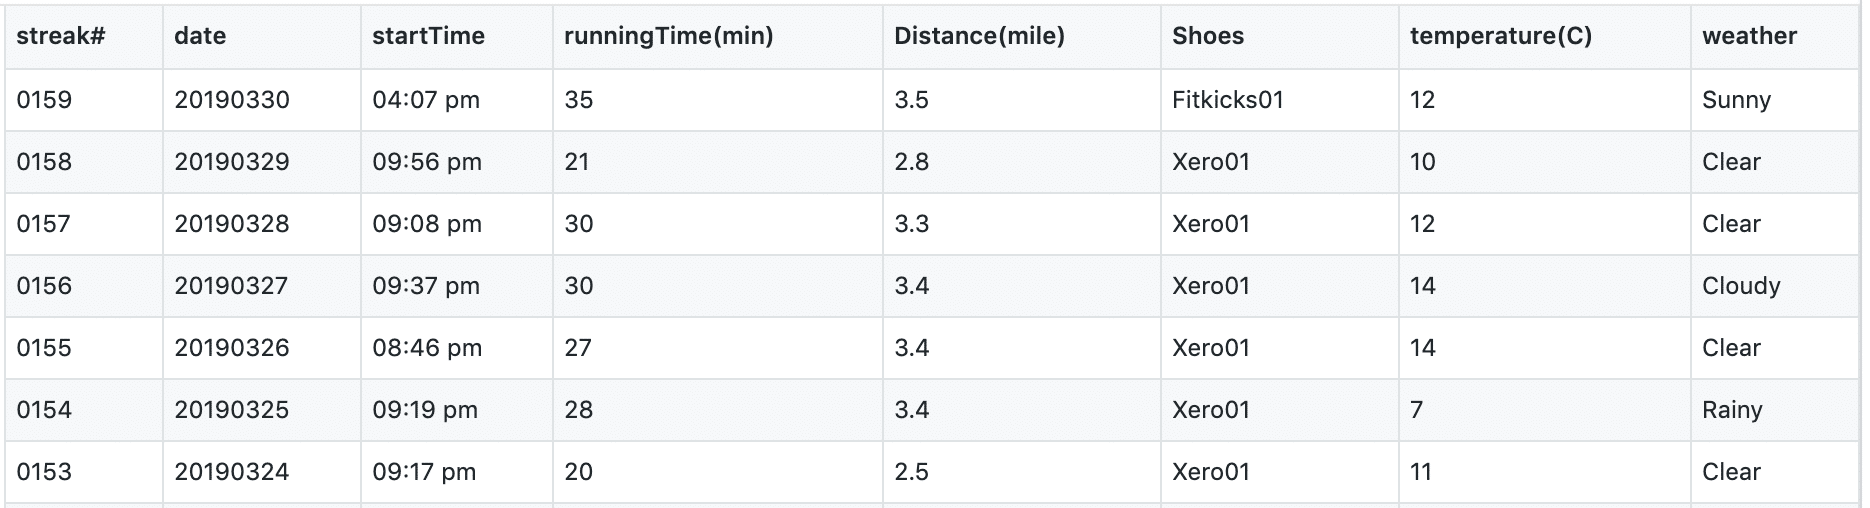 streak# date startTime runningTime(min) Distance(mile) Shoes temperature(C) weather
0159 20190330 04:07 pm 35 3.5 Fitkicks01 12 Sunny
0158 20190329 09:56 pm 21 2.8 Xero01 10 Clear
0157 20190328 09:08 pm 30 3.3 Xero01 12 Clear
0156 20190327 09:37 pm 30 3.4 Xero01 14 Cloudy
0155 20190326 08:46 pm 27 3.4 Xero01 14 Clear
0154 20190325 09:19 pm 28 3.4 Xero01 7 Rainy
0153 20190324 09:17 pm 20 2.5 Xero01 11 Clear